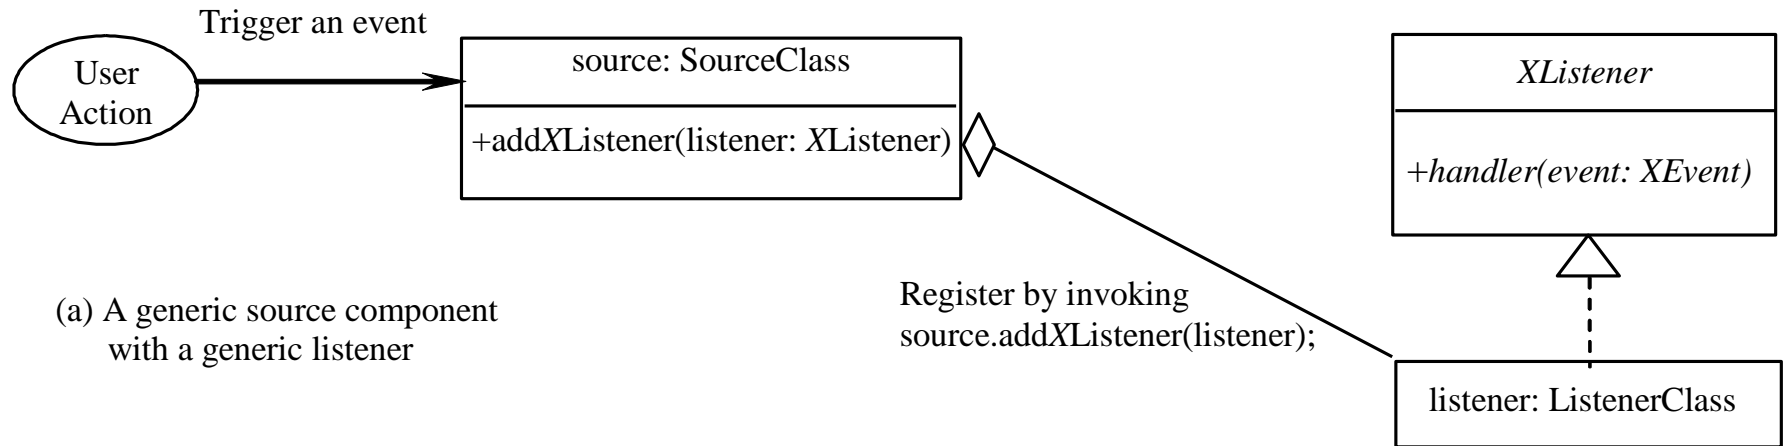 Trigger an event
User
Action
source: SourceClass
+addXListener(listener: XListener)
XListener
+handler(event: XEvent)
(a) A generic source component
with a generic listener
Register by invoking
source.addXListener(listener);
listener: ListenerClass